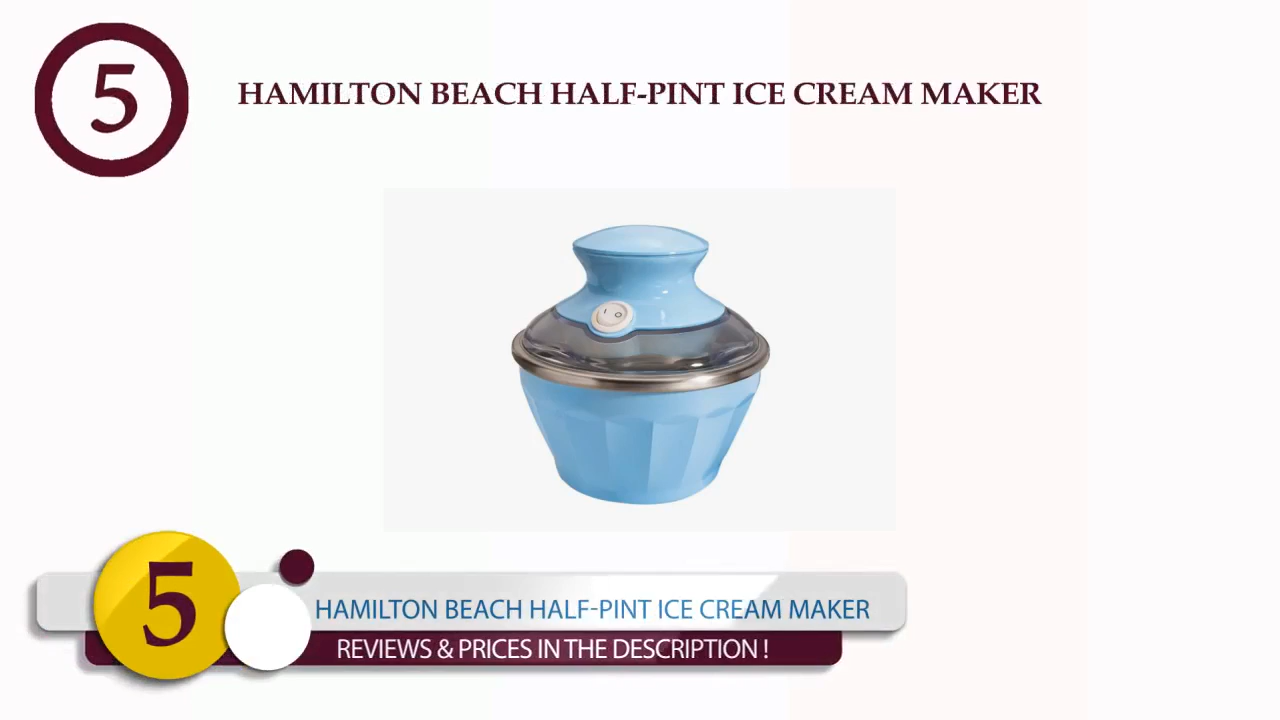 5
HAMILTON BEACH HALF-PINT ICE CREAM MAKER
5
HAMILTON BEACH HALF-PINT ICE CREAM MAKER
REVIEWS & PRICES IN THE DESCRIPTION !